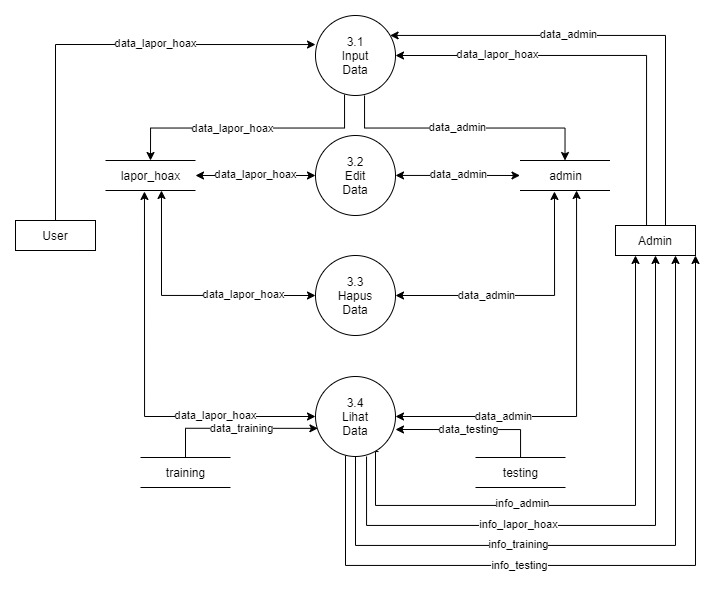 data_admin
3.1
Input
Data
data_lapor_hoax
data_lapor_hoax
data_lapor_hoax
data_admin
3.2
Edit
Data
lapor_hoax
data_lapor_hoax
data_admin
admin
User
Admin
3.3
Hapus
Data
data_lapor_hoax
data_admin
3.4
Lihat
Data
data_lapor_hoax
data_admin
data_training
data_testing
training
testing
info_admin
info_lapor_hoax
info_training
info_testing